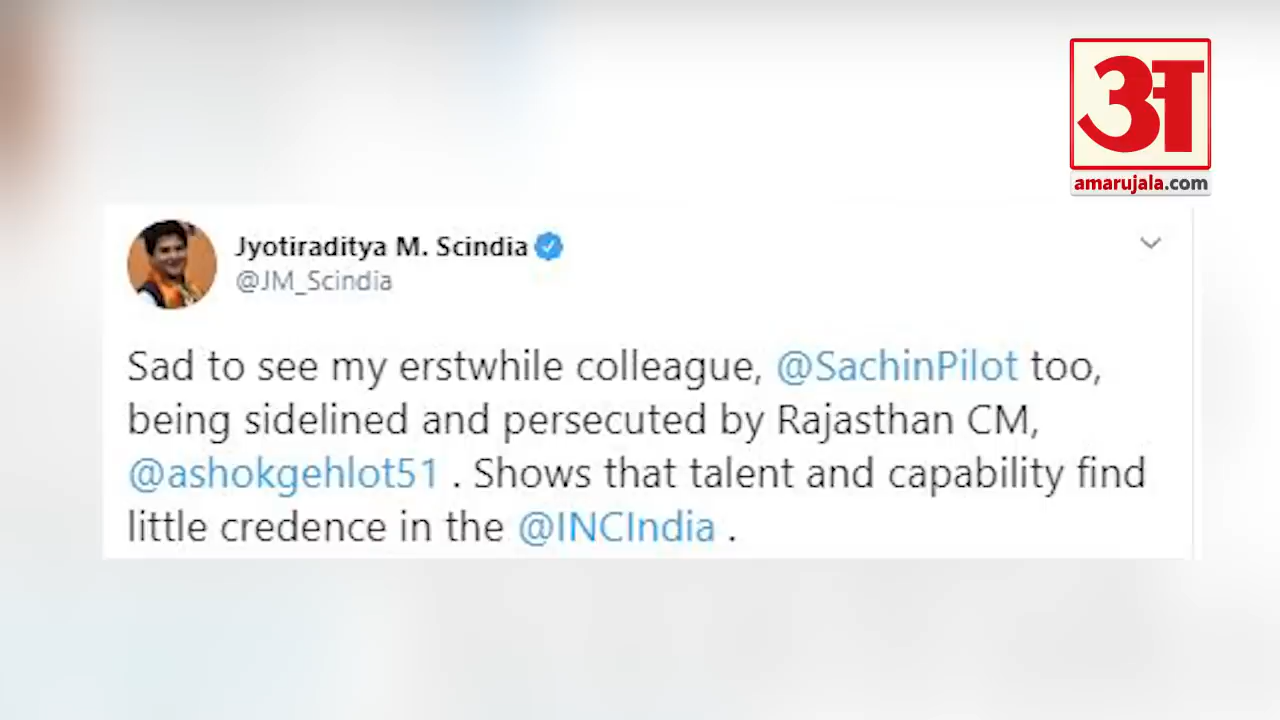 अ
amarujala.com
Jyotiraditya M. Scindia
@JM_Scindia
Sad to see my erstwhile colleague, @SachinPilot too,
being sidelined and persecuted by Rajasthan CM,
@ashokgehlot51 . Shows that talent and capability find
little credence in the @INCIndia .